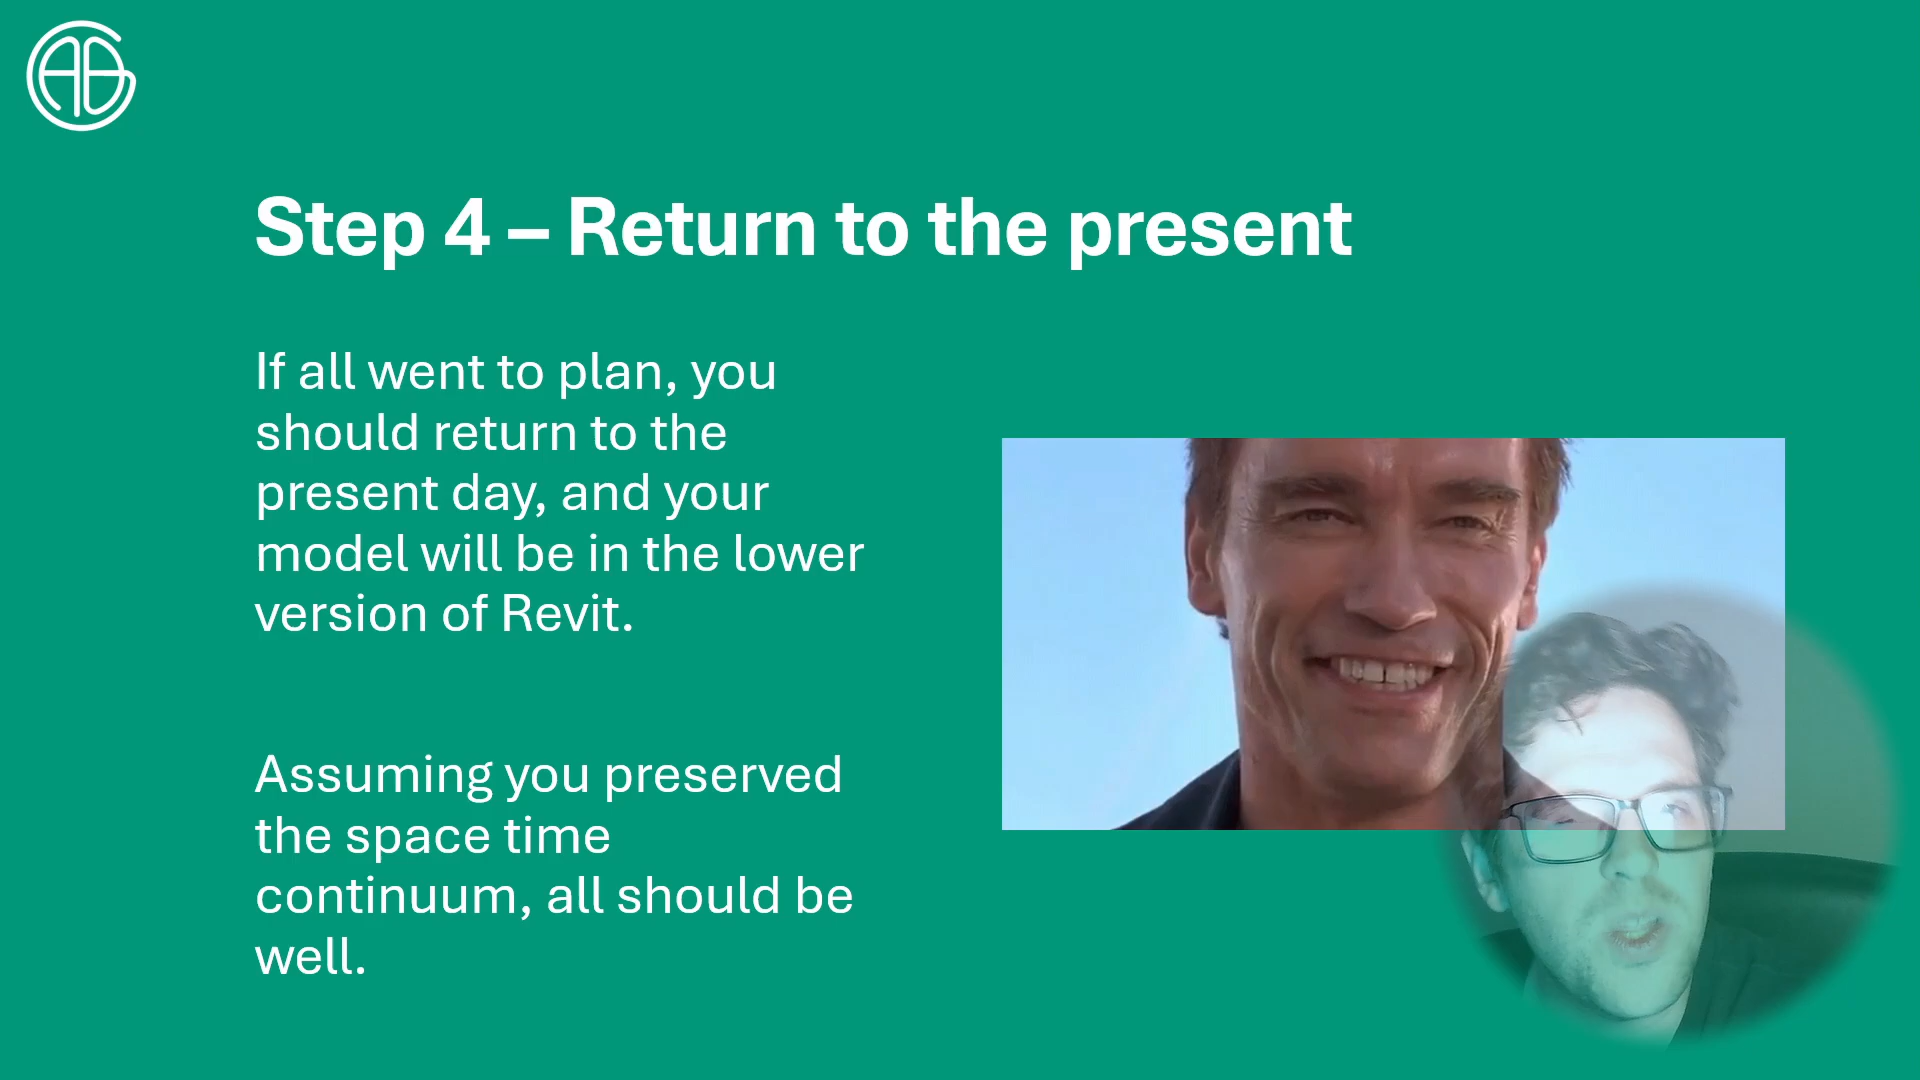 Step 4 – Return to the present
If all went to plan, you
should return to the
present day, and your
model will be in the lower
version of Revit.
Assuming you preserved
the space time
continuum, all should be
well.